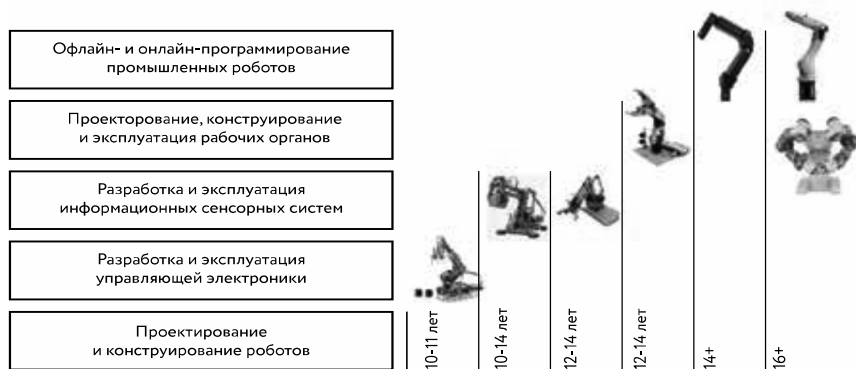 Офлайн- и онлайн-программирование
промышленных роботов
Проекторование, конструирование
и эксплуатация рабочих органов
Разработка и эксплуатация
информационных сенсорных систем
Разработка и эксплуатация
управляющей электроники
Проектирование
и конструирование роботов
10-11 лет
10-14 лет
12-14 лет
12-14 лет
14+
16+